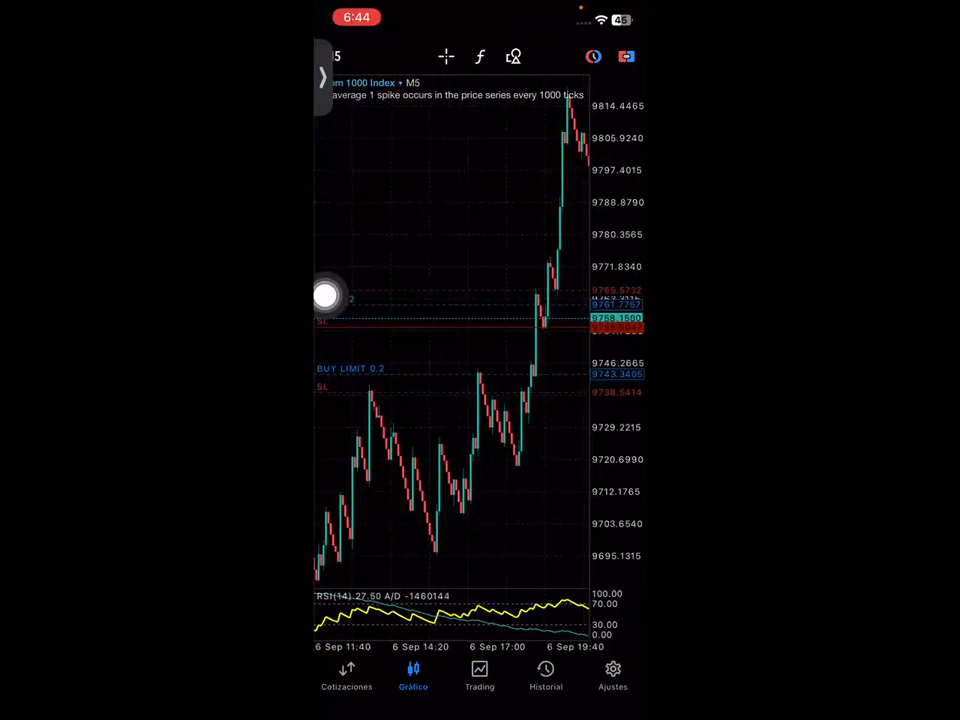 6:44
45
f
om 1000 Index ▾ M5
average 1 spike occurs in the price series every 1000 ticks
9814.4465
9805.9240
9797.4015
9788.8790
9780.3565
9771.8340
9761.7757
9758.1500
SL
9746.2665
BUY LIMIT 0.2
9743.3405
SL
9738.5414
9729.2215
9720.6990
9712.1765
9703.6540
9695.1315
RSI(14) 27.50 A/D -1460144
100.00
70.00
30.00
0.00
6 Sep 11:40
6 Sep 14:20
6 Sep 17:00
6 Sep 19:40
Cotizaciones
Gráfico
Trading
Historial
Ajustes